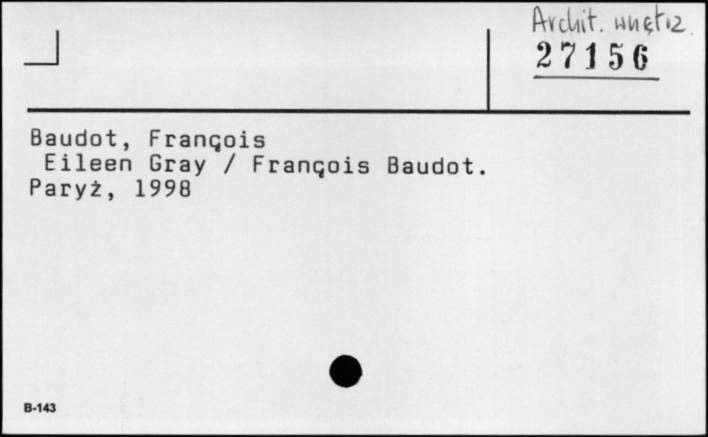 Archit. wnętrz.
27156
Baudot, François
Eileen Gray / François Baudot.
Paryż, 1998
B-143